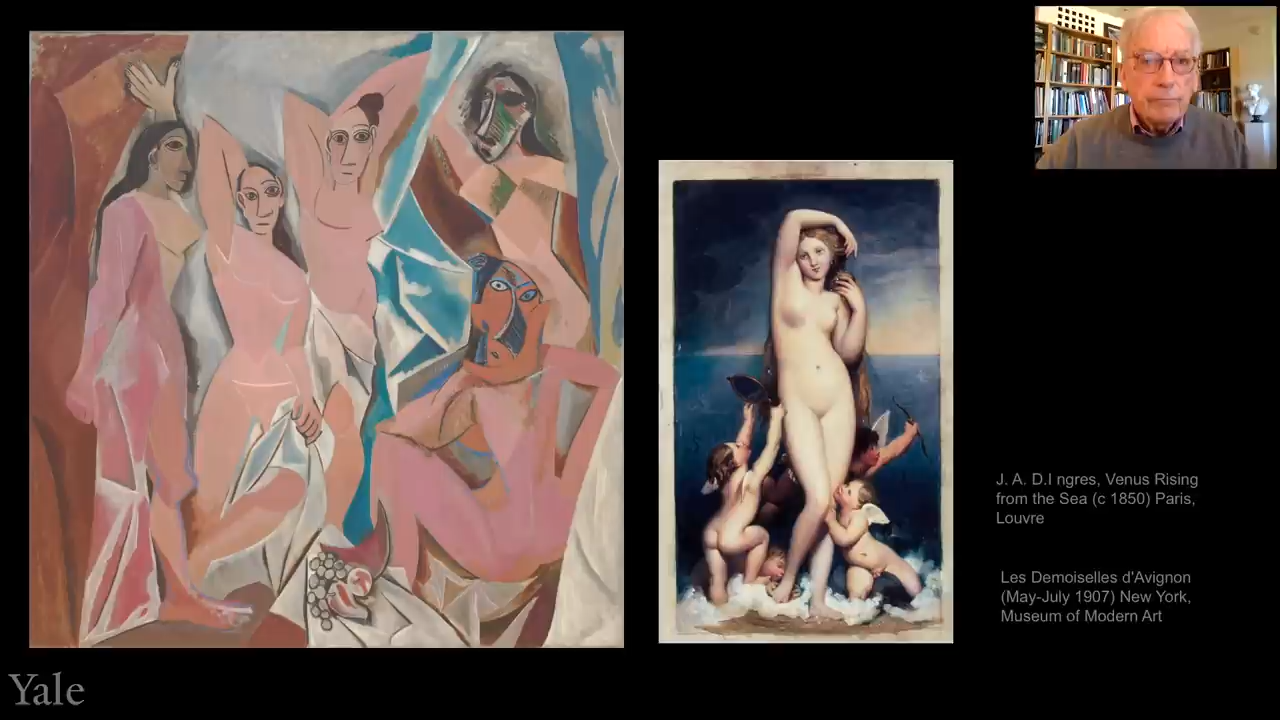 J. A. D.I ngres, Venus Rising
from the Sea (c 1850) Paris,
Louvre
Les Demoiselles d'Avignon
(May-July 1907) New York,
Museum of Modern Art
Yale